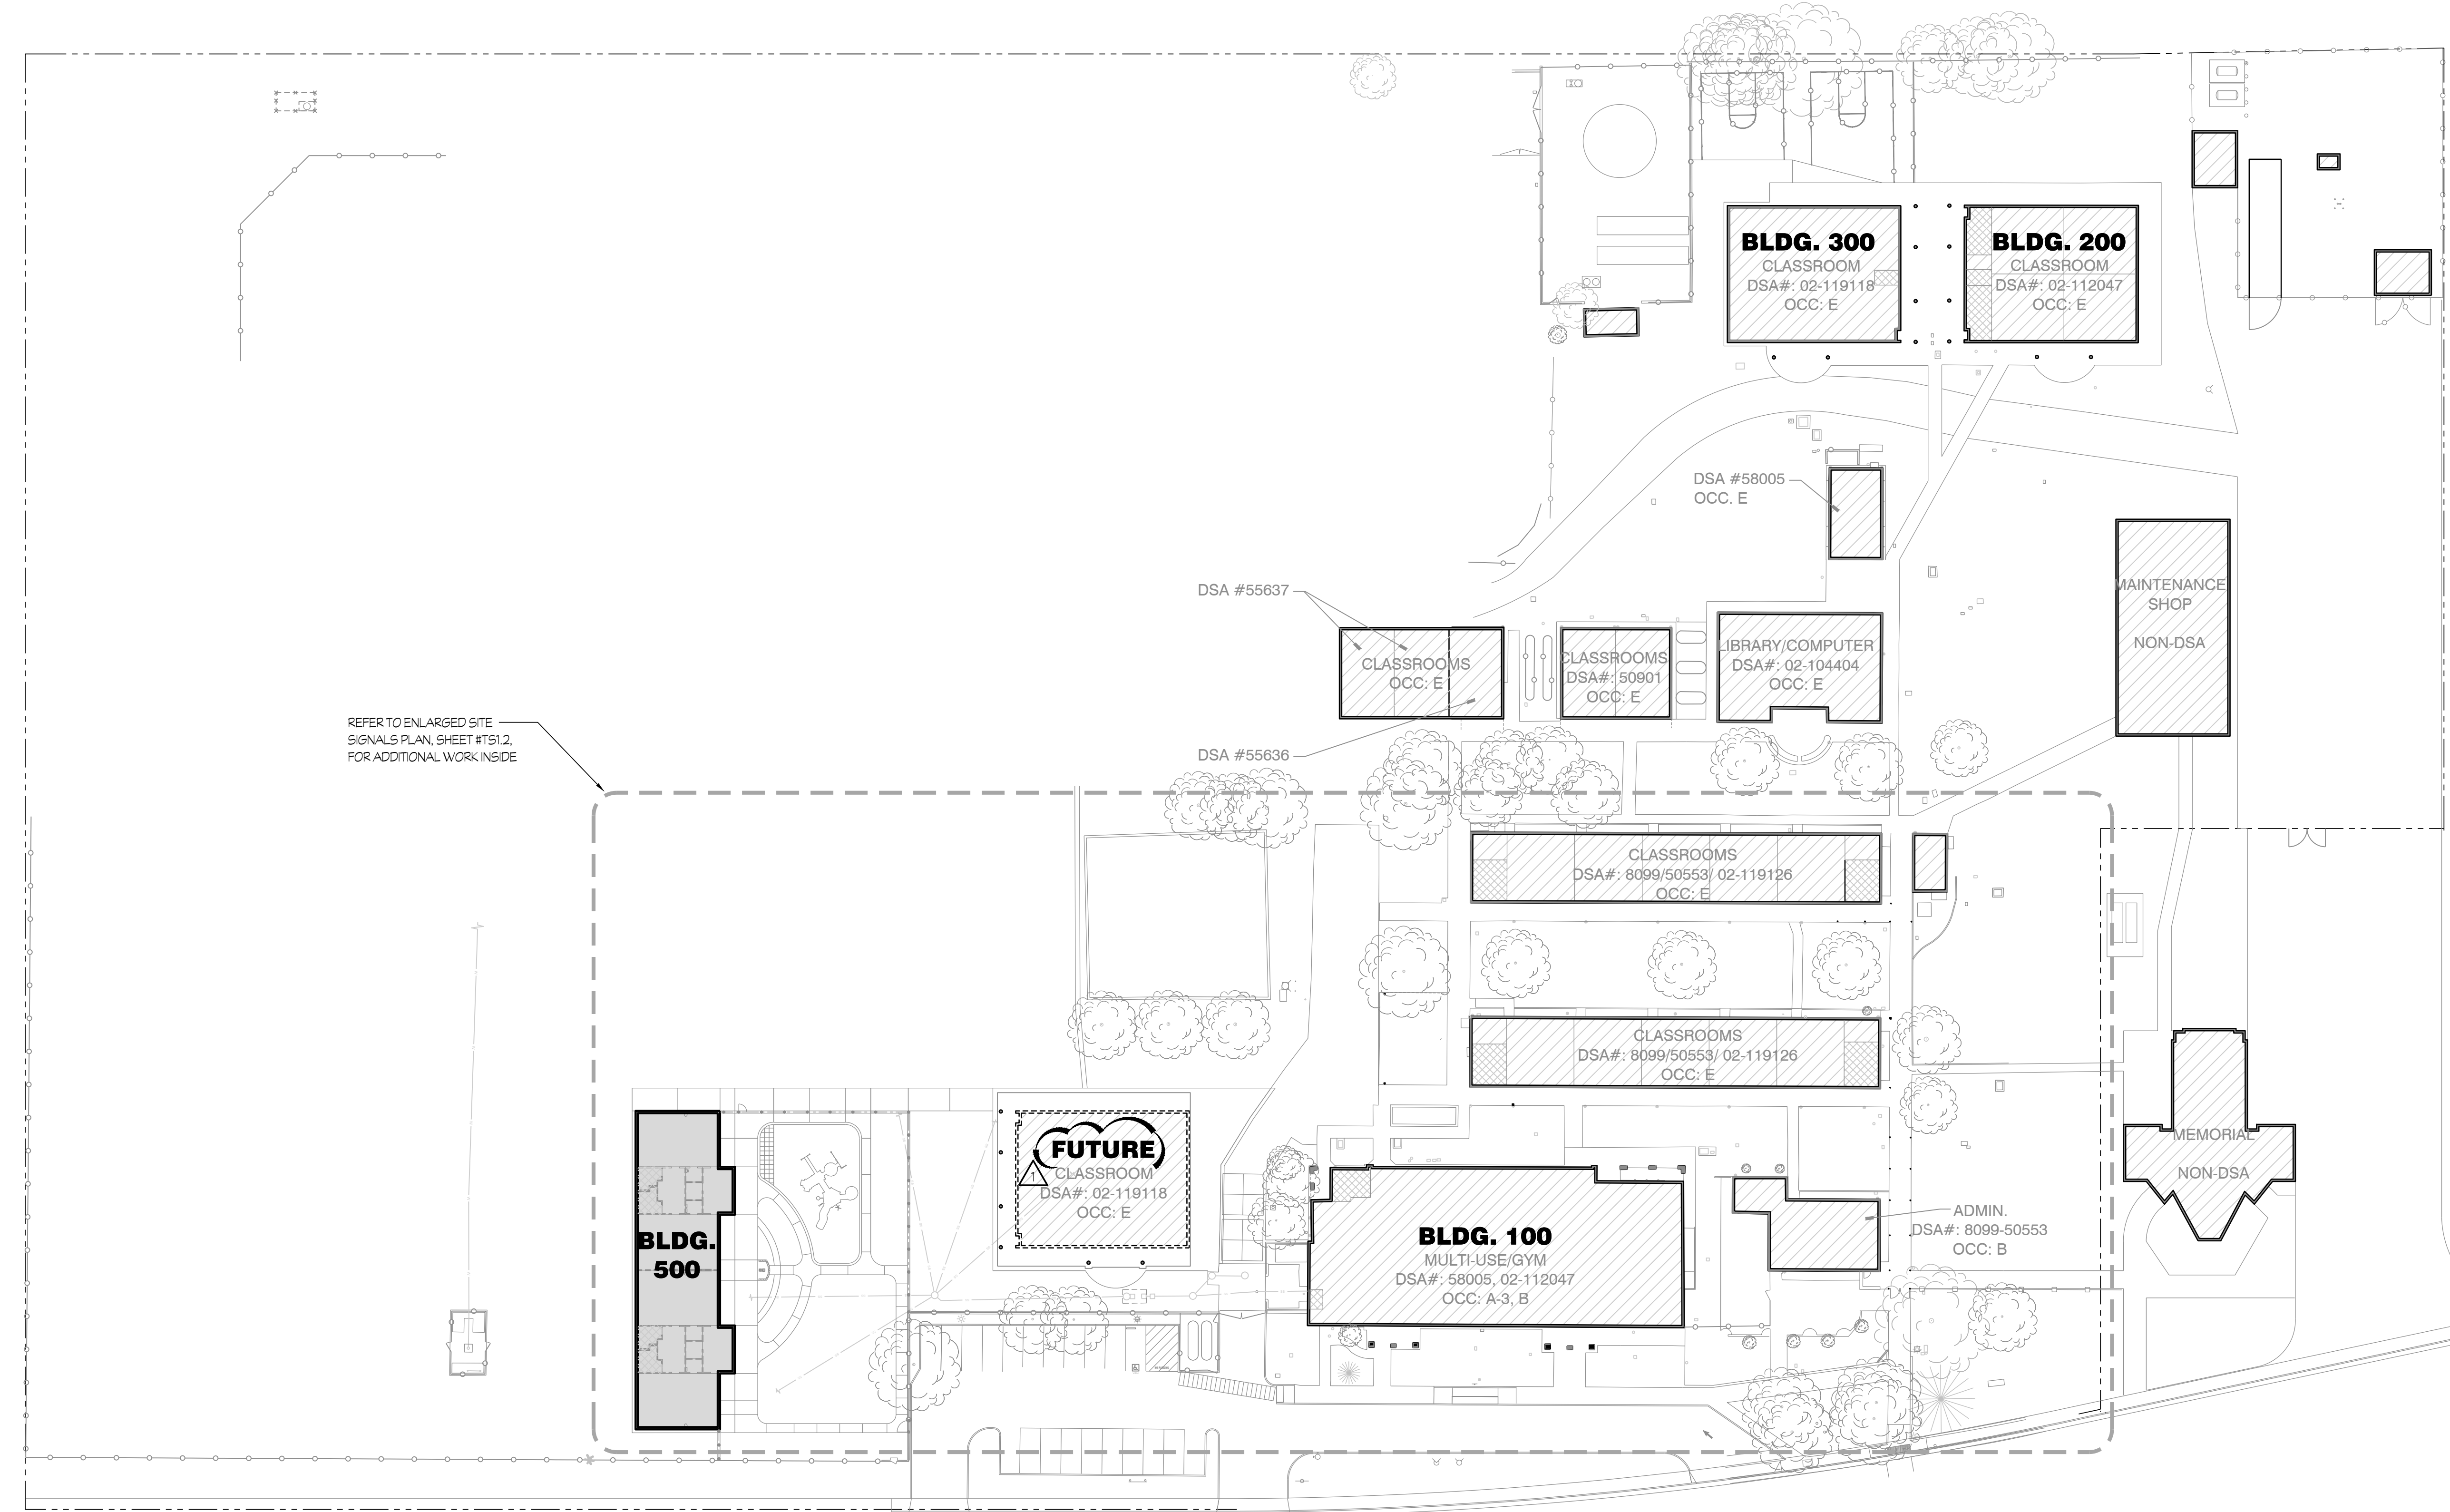 BLDG. 300
CLASSROOM
DSA#: 02-119118
OCC: E
BLDG. 200
CLASSROOM
DSA#: 02-112047
OCC: E
DSA #58005
OCC. E
MAINTENANCE
SHOP
NON-DSA
DSA #55637
CLASSROOMS
OCC: E
CLASSROOMS
DSA#: 50901
OCC: E
LIBRARY/COMPUTER
DSA#: 02-104404
OCC: E
DSA #55636
REFER TO ENLARGED SITE
SIGNALS PLAN, SHEET #TS1.2,
FOR ADDITIONAL WORK INSIDE
CLASSROOMS
DSA#: 8099/50553/ 02-119126
OCC: E
CLASSROOMS
DSA#: 8099/50553/ 02-119126
OCC: E
FUTURE
1
CLASSROOM
DSA#: 02-119118
OCC: E
BLDG.
500
BLDG. 100
MULTI-USE/GYM
DSA#: 58005, 02-112047
OCC: A-3, B
ADMIN.
DSA#: 8099-50553
OCC: B
MEMORIAL
NON-DSA